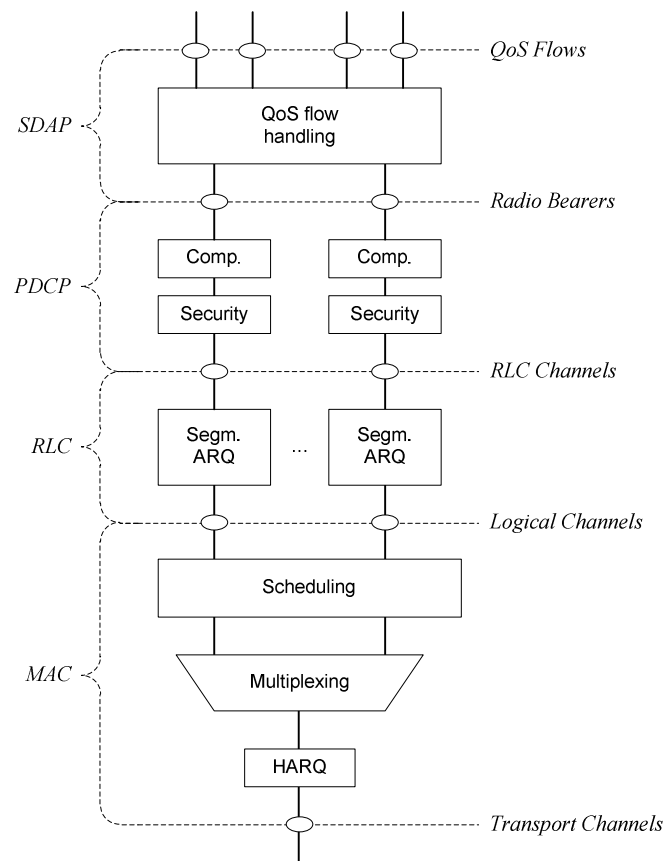 QoS Flows
QoS flow
handling
SDAP
Radio Bearers
Comp.
Comp.
PDCP
Security
Security
RLC Channels
Segm.
ARQ
...
Segm.
ARQ
RLC
Logical Channels
Scheduling
MAC
Multiplexing
HARQ
Transport Channels